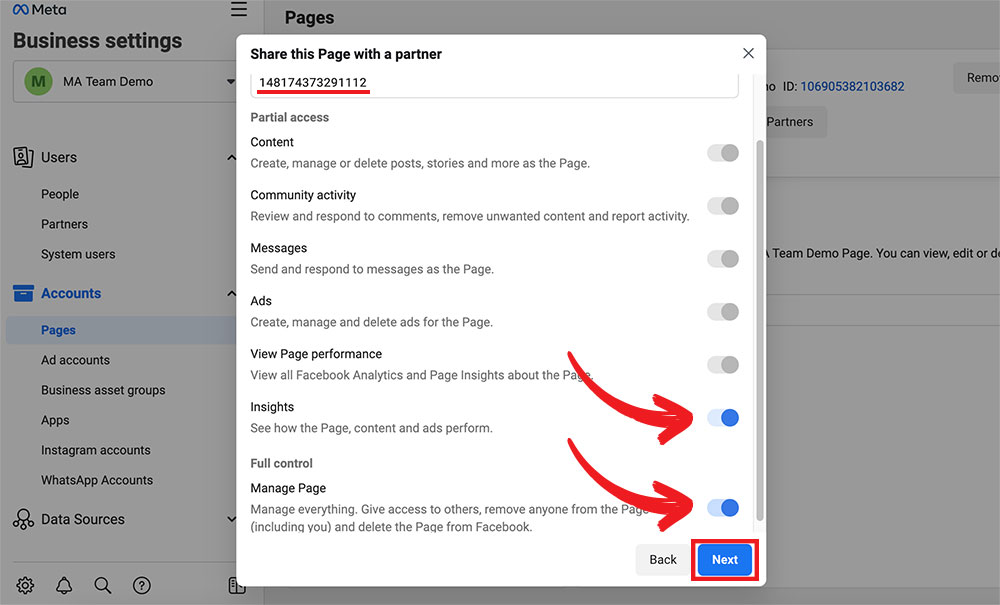 Meta
Business settings
M
MA Team Demo
Users
People
Partners
System users
Accounts
Pages
Ad accounts
Business asset groups
Apps
Instagram accounts
WhatsApp Accounts
Data Sources
Pages
ID: 106905382103682
Remo
Partners
Team Demo Page. You can view, edit or de
Share this Page with a partner
148174373291112
Partial access
Content
Create, manage or delete posts, stories and more as the Page.
Community activity
Review and respond to comments, remove unwanted content and report activity.
Messages
Send and respond to messages as the Page.
Ads
Create, manage and delete ads for the Page.
View Page performance
View all Facebook Analytics and Page Insights about the Page.
Insights
See how the Page, content and ads perform.
Full control
Manage Page
Manage everything. Give access to others, remove anyone from the Page
(including you) and delete the Page from Facebook.
Back
Next